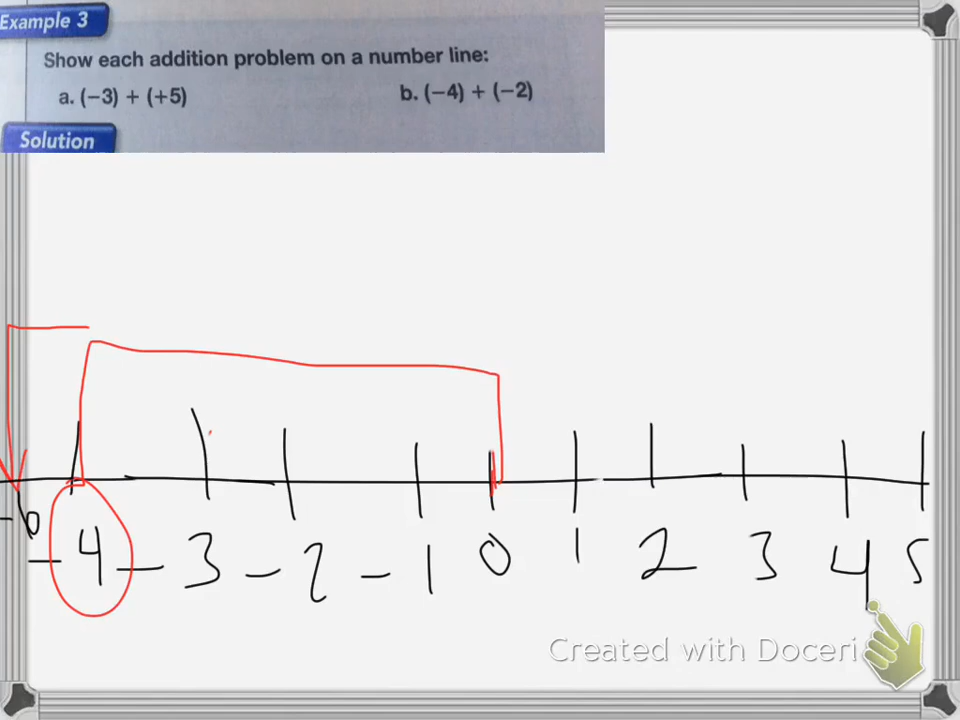 Example 3
Show each addition problem on a number line:
a. (−3) + (+5) b. (−4) + (−2)
Solution
-4 -3 -2 -1 0 1 2 3 4 5
Created with Doceri